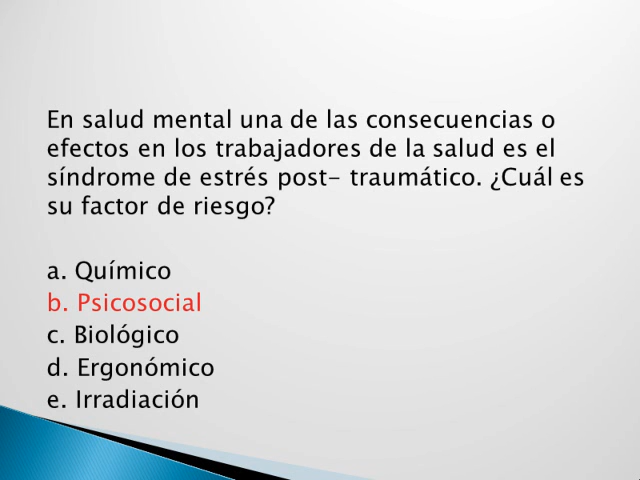 En salud mental una de las consecuencias o
efectos en los trabajadores de la salud es el
síndrome de estrés post- traumático. ¿Cuál es
su factor de riesgo?
a. Químico
b. Psicosocial
c. Biológico
d. Ergonómico
e. Irradiación